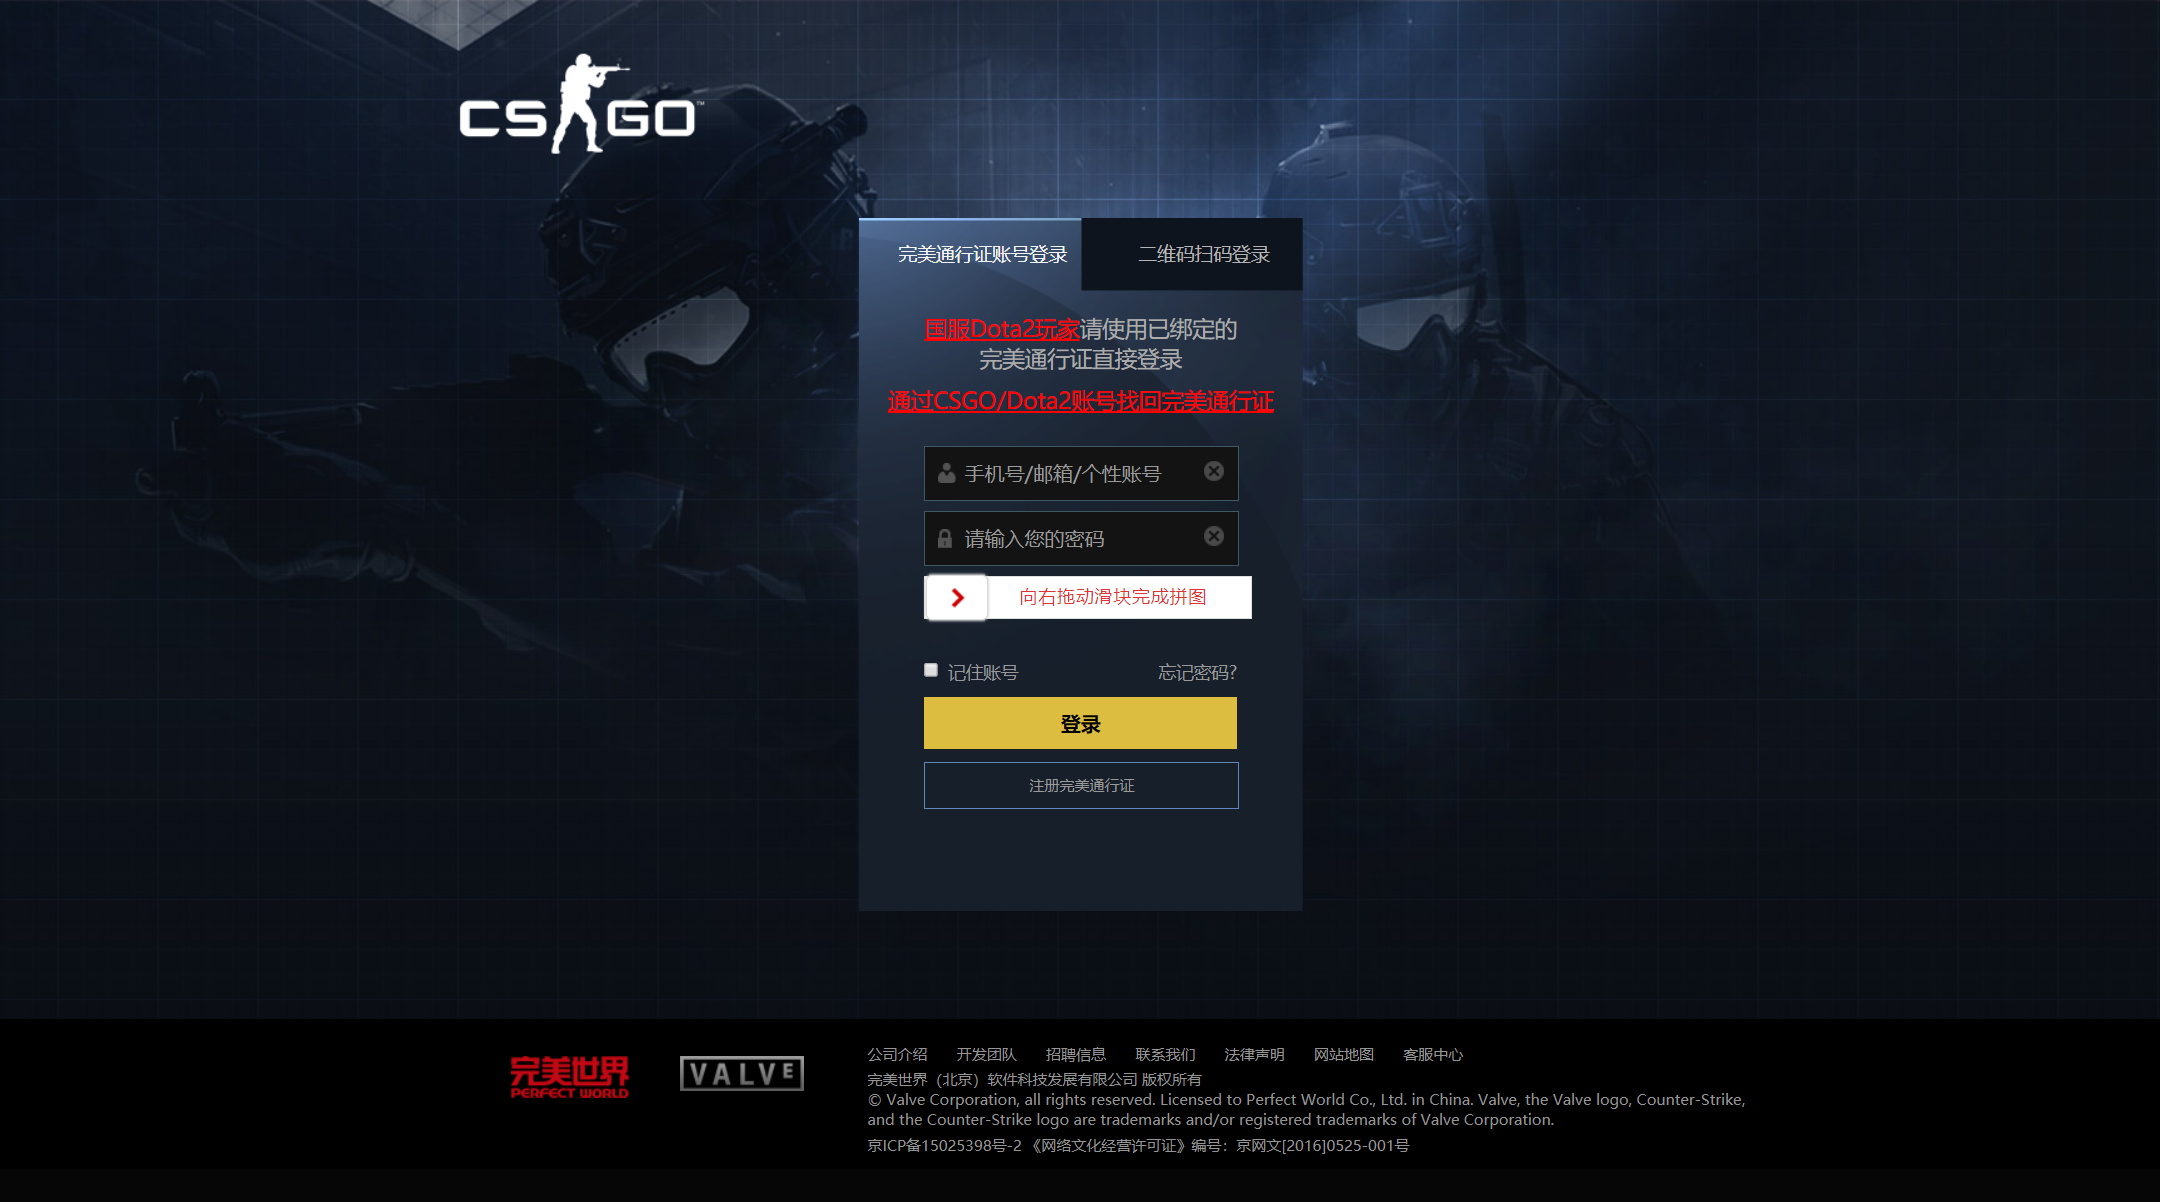 CS GO™
完美通行证账号登录
二维码扫码登录
国服Dota2玩家请使用已绑定的
完美通行证直接登录
通过CSGO/Dota2账号找回完美通行证
手机号/邮箱/个性账号
请输入您的密码
向右拖动滑块完成拼图
记住账号
忘记密码?
登录
注册完美通行证
完美世界
PERFECT WORLD
VALVE
公司介绍 开发团队 招聘信息 联系我们 法律声明 网站地图 客服中心
完美世界（北京）软件科技发展有限公司 版权所有
© Valve Corporation, all rights reserved. Licensed to Perfect World Co., Ltd. in China. Valve, the Valve logo, Counter-Strike,
and the Counter-Strike logo are trademarks and/or registered trademarks of Valve Corporation.
京ICP备15025398号-2 《网络文化经营许可证》编号：京网文[2016]0525-001号